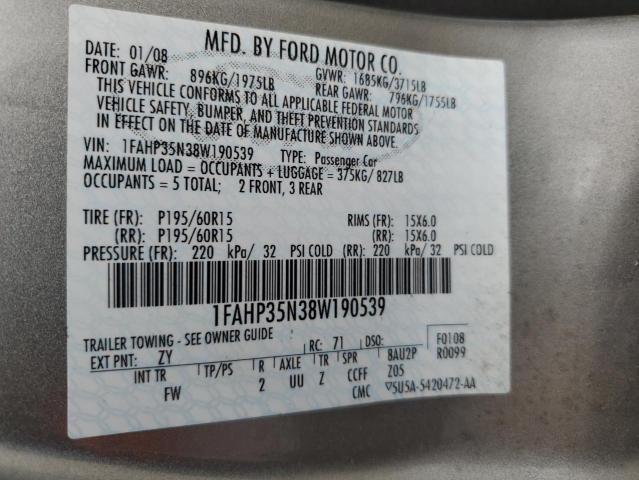 MFD. BY FORD MOTOR CO.
DATE: 01/08 GVWR: 1685KG/3715LB
FRONT GAWR: 896KG/1975LB REAR GAWR: 796KG/1755LB
THIS VEHICLE CONFORMS TO ALL APPLICABLE FEDERAL MOTOR
VEHICLE SAFETY, BUMPER, AND THEFT PREVENTION STANDARDS
IN EFFECT ON THE DATE OF MANUFACTURE SHOWN ABOVE.
VIN: 1FAHP35N38W190539 TYPE: Passenger Car
MAXIMUM LOAD = OCCUPANTS + LUGGAGE = 375KG/ 827LB
OCCUPANTS = 5 TOTAL; 2 FRONT, 3 REAR
TIRE (FR): P195/60R15 RIMS (FR): 15X6.0
(RR): P195/60R15 (RR): 15X6.0
PRESSURE (FR): 220 kPa/ 32 PSI COLD (RR): 220 kPa/ 32 PSI COLD
1FAHP35N38W190539
TRAILER TOWING - SEE OWNER GUIDE
EXT PNT: ZY RC: 71 DSO: F0108
INT TR TP/PS R AXLE TR SPR 8AU2P R0099
FW 2 UU Z CCFF Z05
CMC 5U5A-5420472-AA